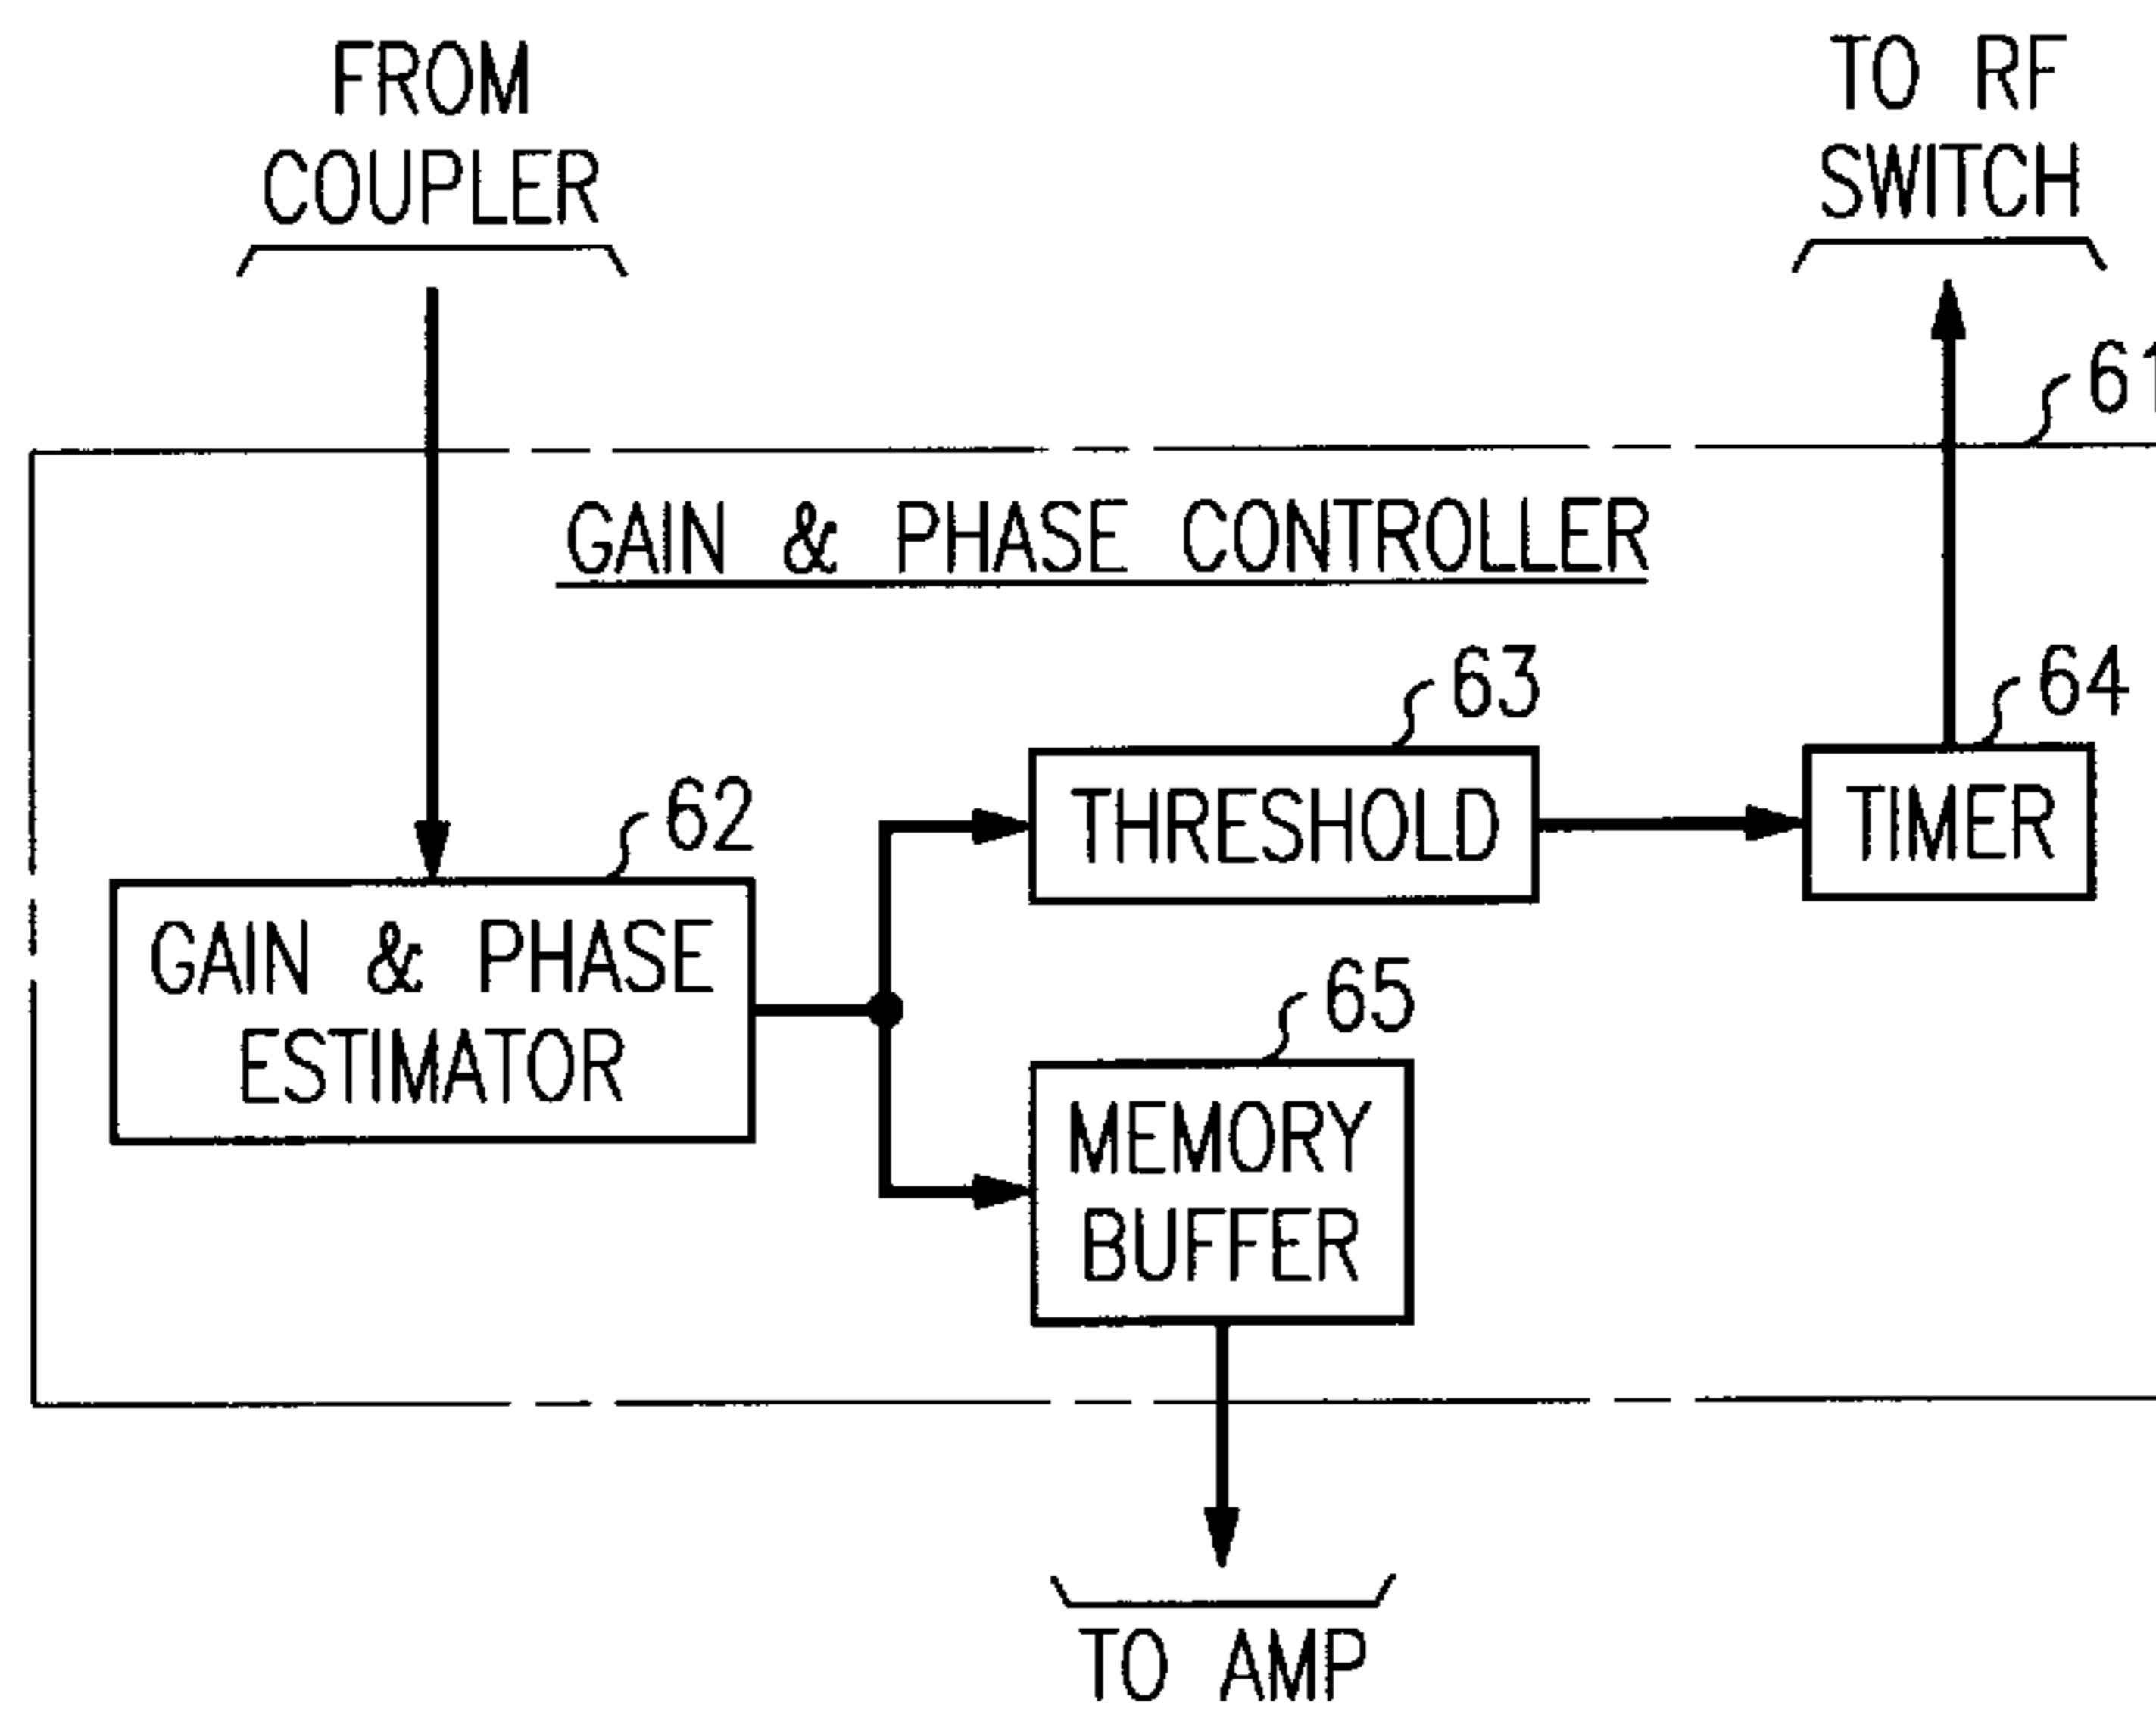 FROM
COUPLER
TO RF
SWITCH
61
GAIN & PHASE CONTROLLER
63
64
62
THRESHOLD
TIMER
GAIN & PHASE
ESTIMATOR
65
MEMORY
BUFFER
TO AMP